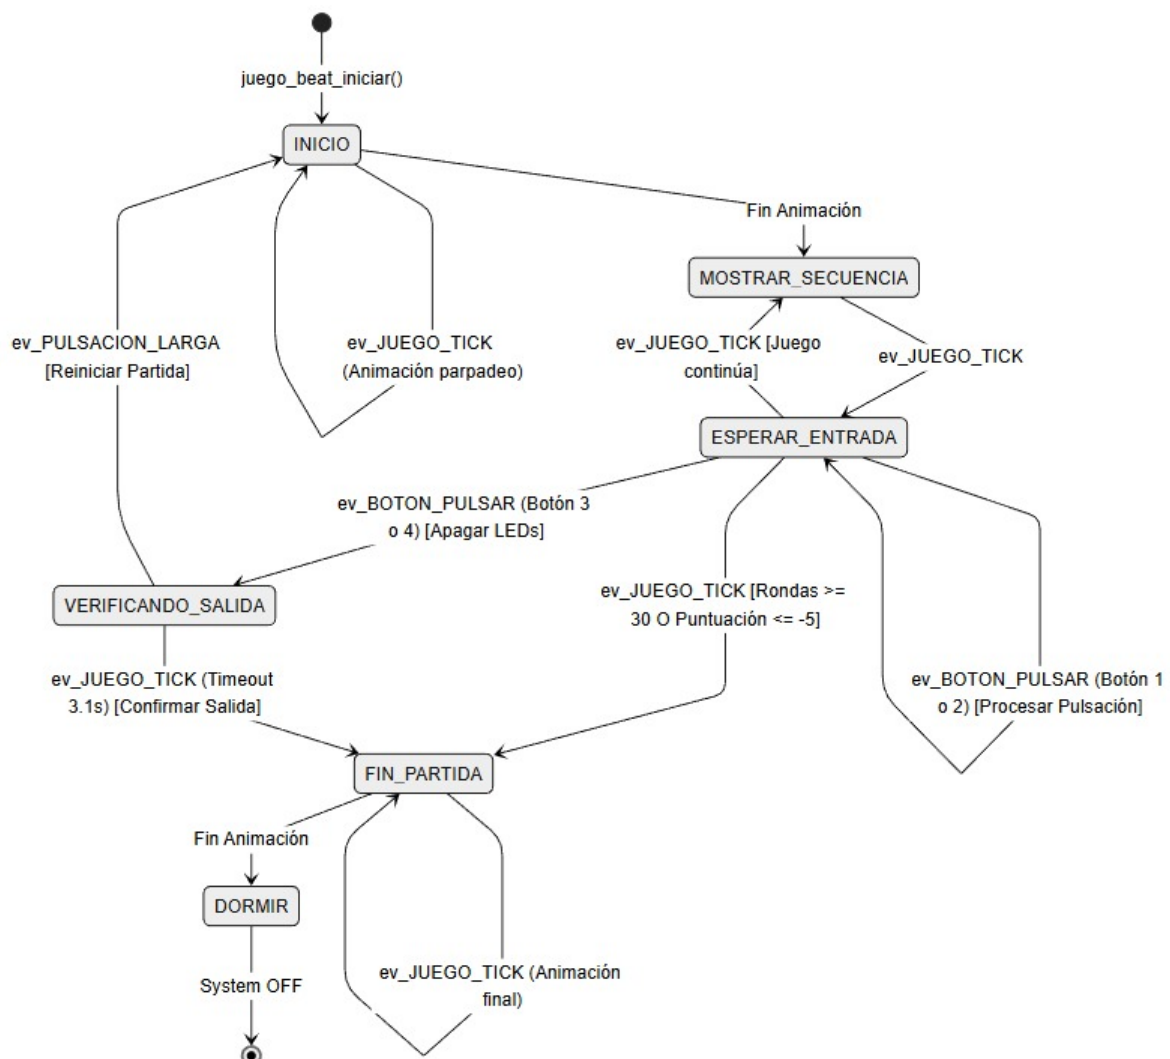 juego_beat_iniciar()
INICIO
Fin Animación
MOSTRAR_SECUENCIA
ev_PULSACION_LARGA
[Reiniciar Partida]
ev_JUEGO_TICK
(Animación parpadeo)
ev_JUEGO_TICK [Juego
continúa]
ev_JUEGO_TICK
ESPERAR_ENTRADA
ev_BOTON_PULSAR (Botón 3
o 4) [Apagar LEDs]
VERIFICANDO_SALIDA
ev_JUEGO_TICK [Rondas >=
30 O Puntuación <= -5]
ev_JUEGO_TICK (Timeout
3.1s) [Confirmar Salida]
ev_BOTON_PULSAR (Botón 1
o 2) [Procesar Pulsación]
FIN_PARTIDA
Fin Animación
DORMIR
System OFF
ev_JUEGO_TICK (Animación
final)